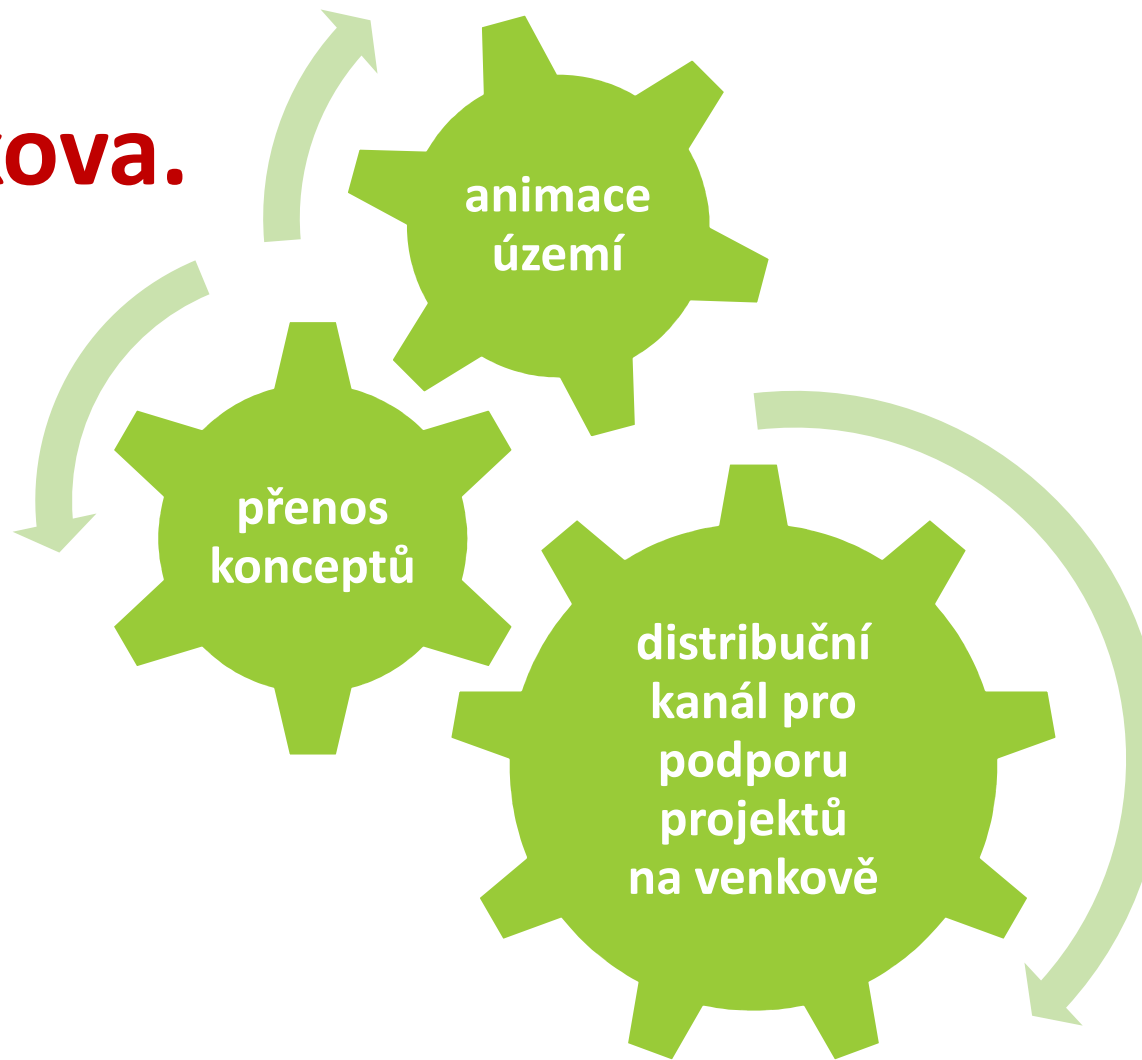 kova.
animace
území
přenos
konceptů
distribuční
kanál pro
podporu
projektů
na venkově